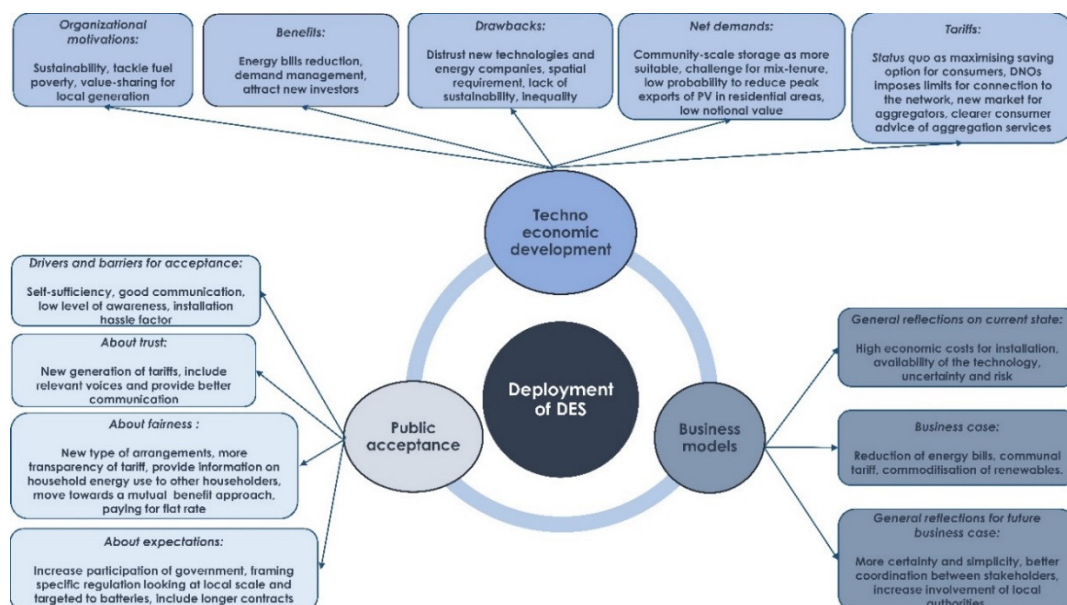 Organizational
motivations:
Sustainability, tackle fuel
poverty, value-sharing for
local generation
Benefits:
Energy bills reduction,
demand management,
attract new investors
Drawbacks:
Distrust new technologies and
energy companies, spatial
requirement, lack of
sustainability, inequality
Net demands:
Community-scale storage as more
suitable, challenge for mix-tenure,
low probability to reduce peak
exports of PV in residential areas,
low notional value
Tariffs:
Status quo as maximising saving
option for consumers, DNOs
imposes limits for connection to
the network, new market for
aggregators, clearer consumer
advice of aggregation services
Techno
economic
development
Drivers and barriers for acceptance:
Self-sufficiency, good communication,
low level of awareness, installation
hassle factor
About trust:
New generation of tariffs, include
relevant voices and provide better
communication
About fairness :
New type of arrangements, more
transparency of tariff, provide information on
household energy use to other householders,
move towards a mutual benefit approach,
paying for flat rate
About expectations:
Increase participation of government, framing
specific regulation looking at local scale and
targeted to batteries, include longer contracts
Public
acceptance
Deployment
of DES
Business
models
General reflections on current state:
High economic costs for installation,
availability of the technology,
uncertainty and risk
Business case:
Reduction of energy bills, communal
tariff, commoditisation of renewables.
General reflections for future
business case:
More certainty and simplicity, better
coordination between stakeholders,
increase involvement of local
authorities